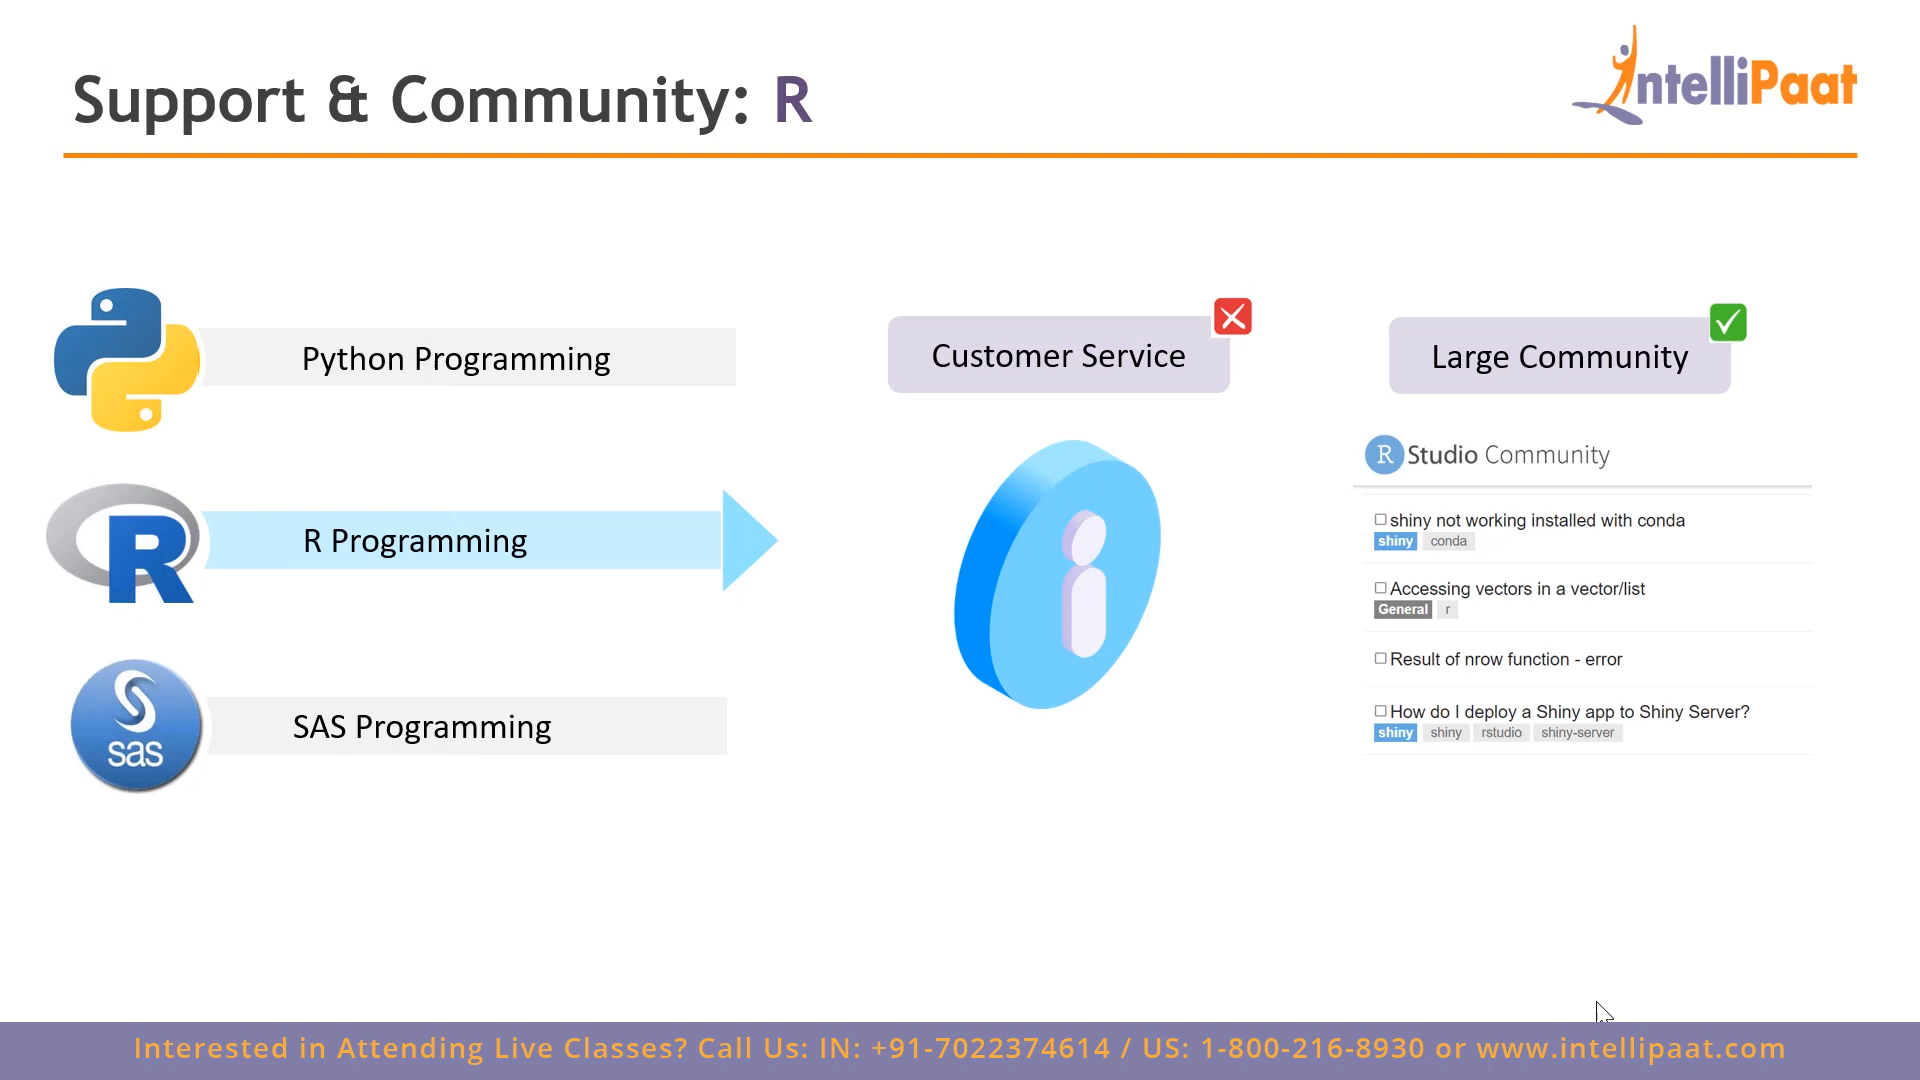 Support & Community: R
IntelliPaat
Python Programming
R Programming
R
SAS Programming
sas
Customer Service
Large Community
R Studio Community
shiny not working installed with conda
shiny conda
Accessing vectors in a vector/list
General r
Result of nrow function - error
How do I deploy a Shiny app to Shiny Server?
shiny shiny rstudio shiny-server
Interested in Attending Live Classes? Call Us: IN: +91-7022374614 / US: 1-800-216-8930 or www.intellipaat.com